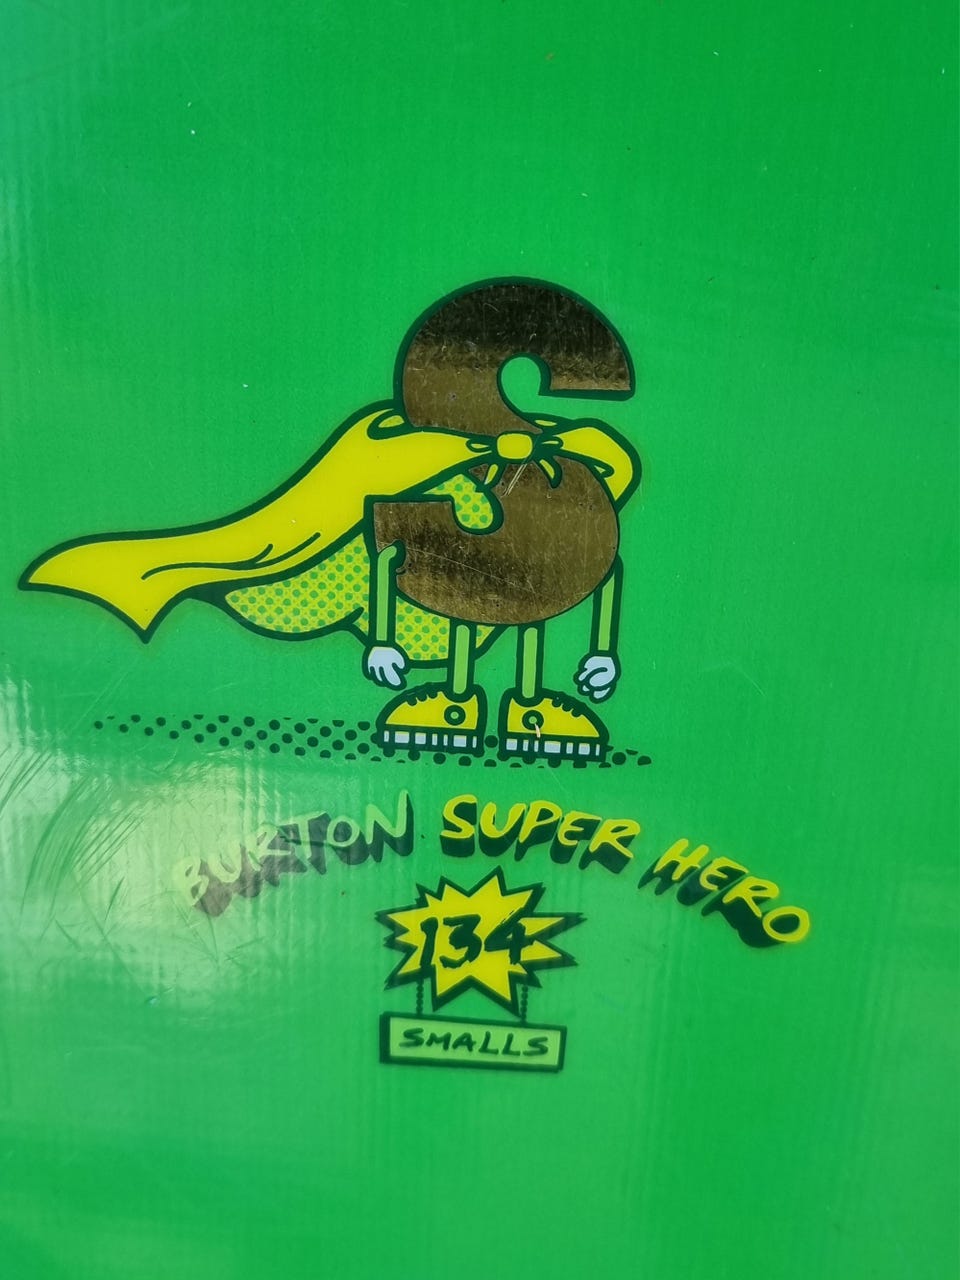 S
BURTON SUPER HERO
134
SMALLS